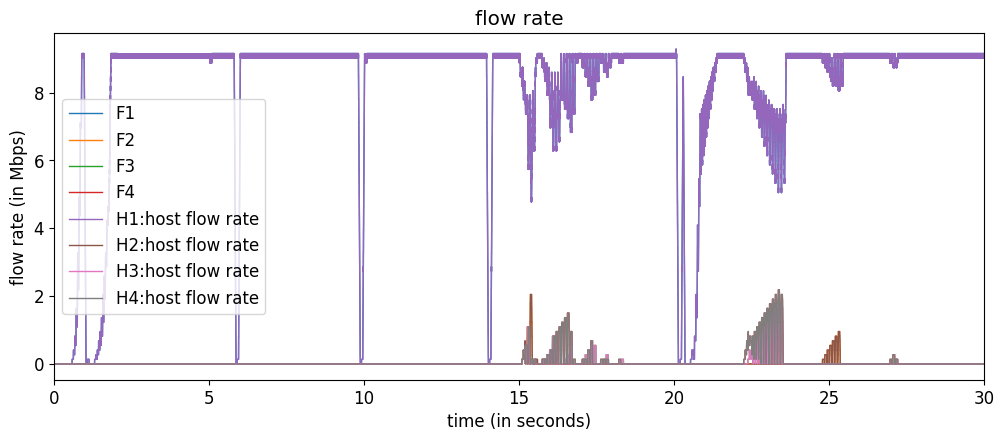 flow rate
flow rate (in Mbps)
8
6
4
2
0
F1
F2
F3
F4
H1:host flow rate
H2:host flow rate
H3:host flow rate
H4:host flow rate
0 5 10 15 20 25 30
time (in seconds)